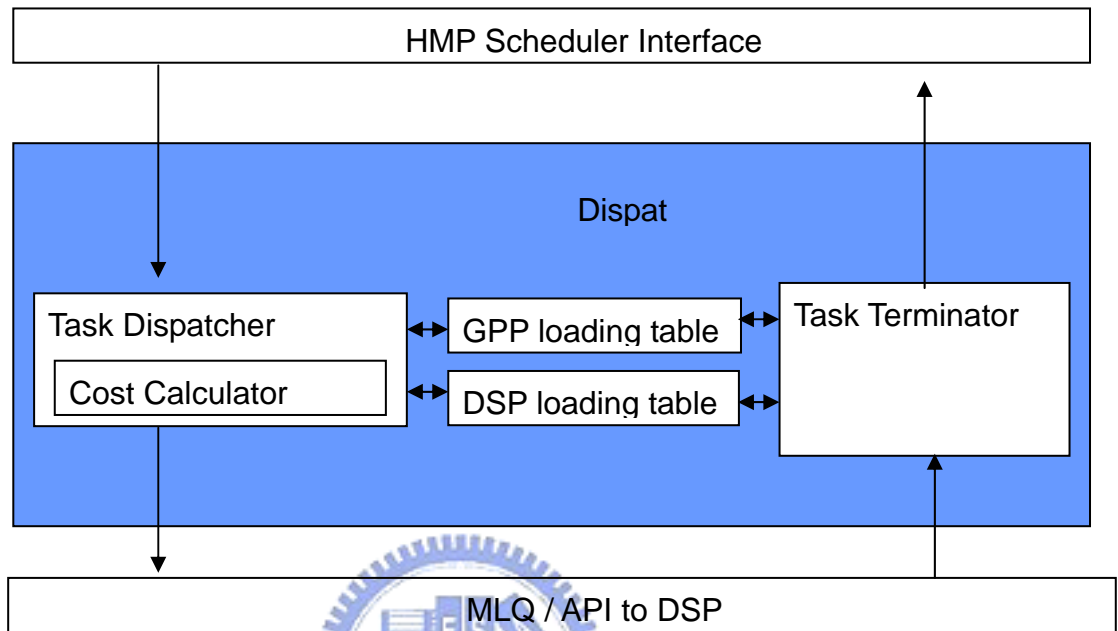 HMP Scheduler Interface
Dispat
Task Dispatcher
Cost Calculator
GPP loading table
DSP loading table
Task Terminator
MLQ / API to DSP